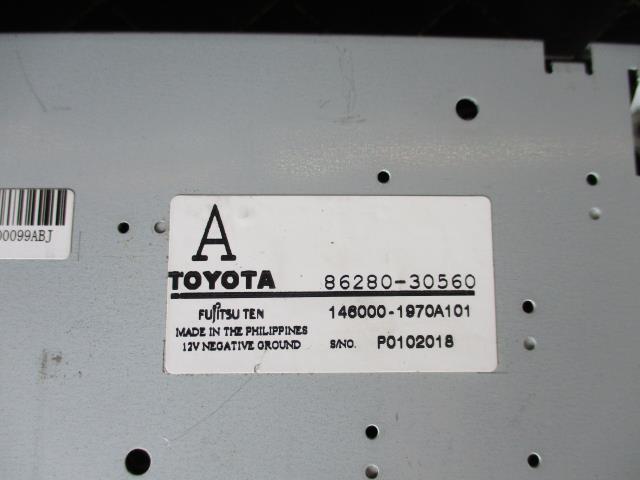 00099ABJ
A
TOYOTA 86280-30560
FUJITSU TEN 146000-1970A101
MADE IN THE PHILIPPINES
12V NEGATIVE GROUND S/NO. P0102018